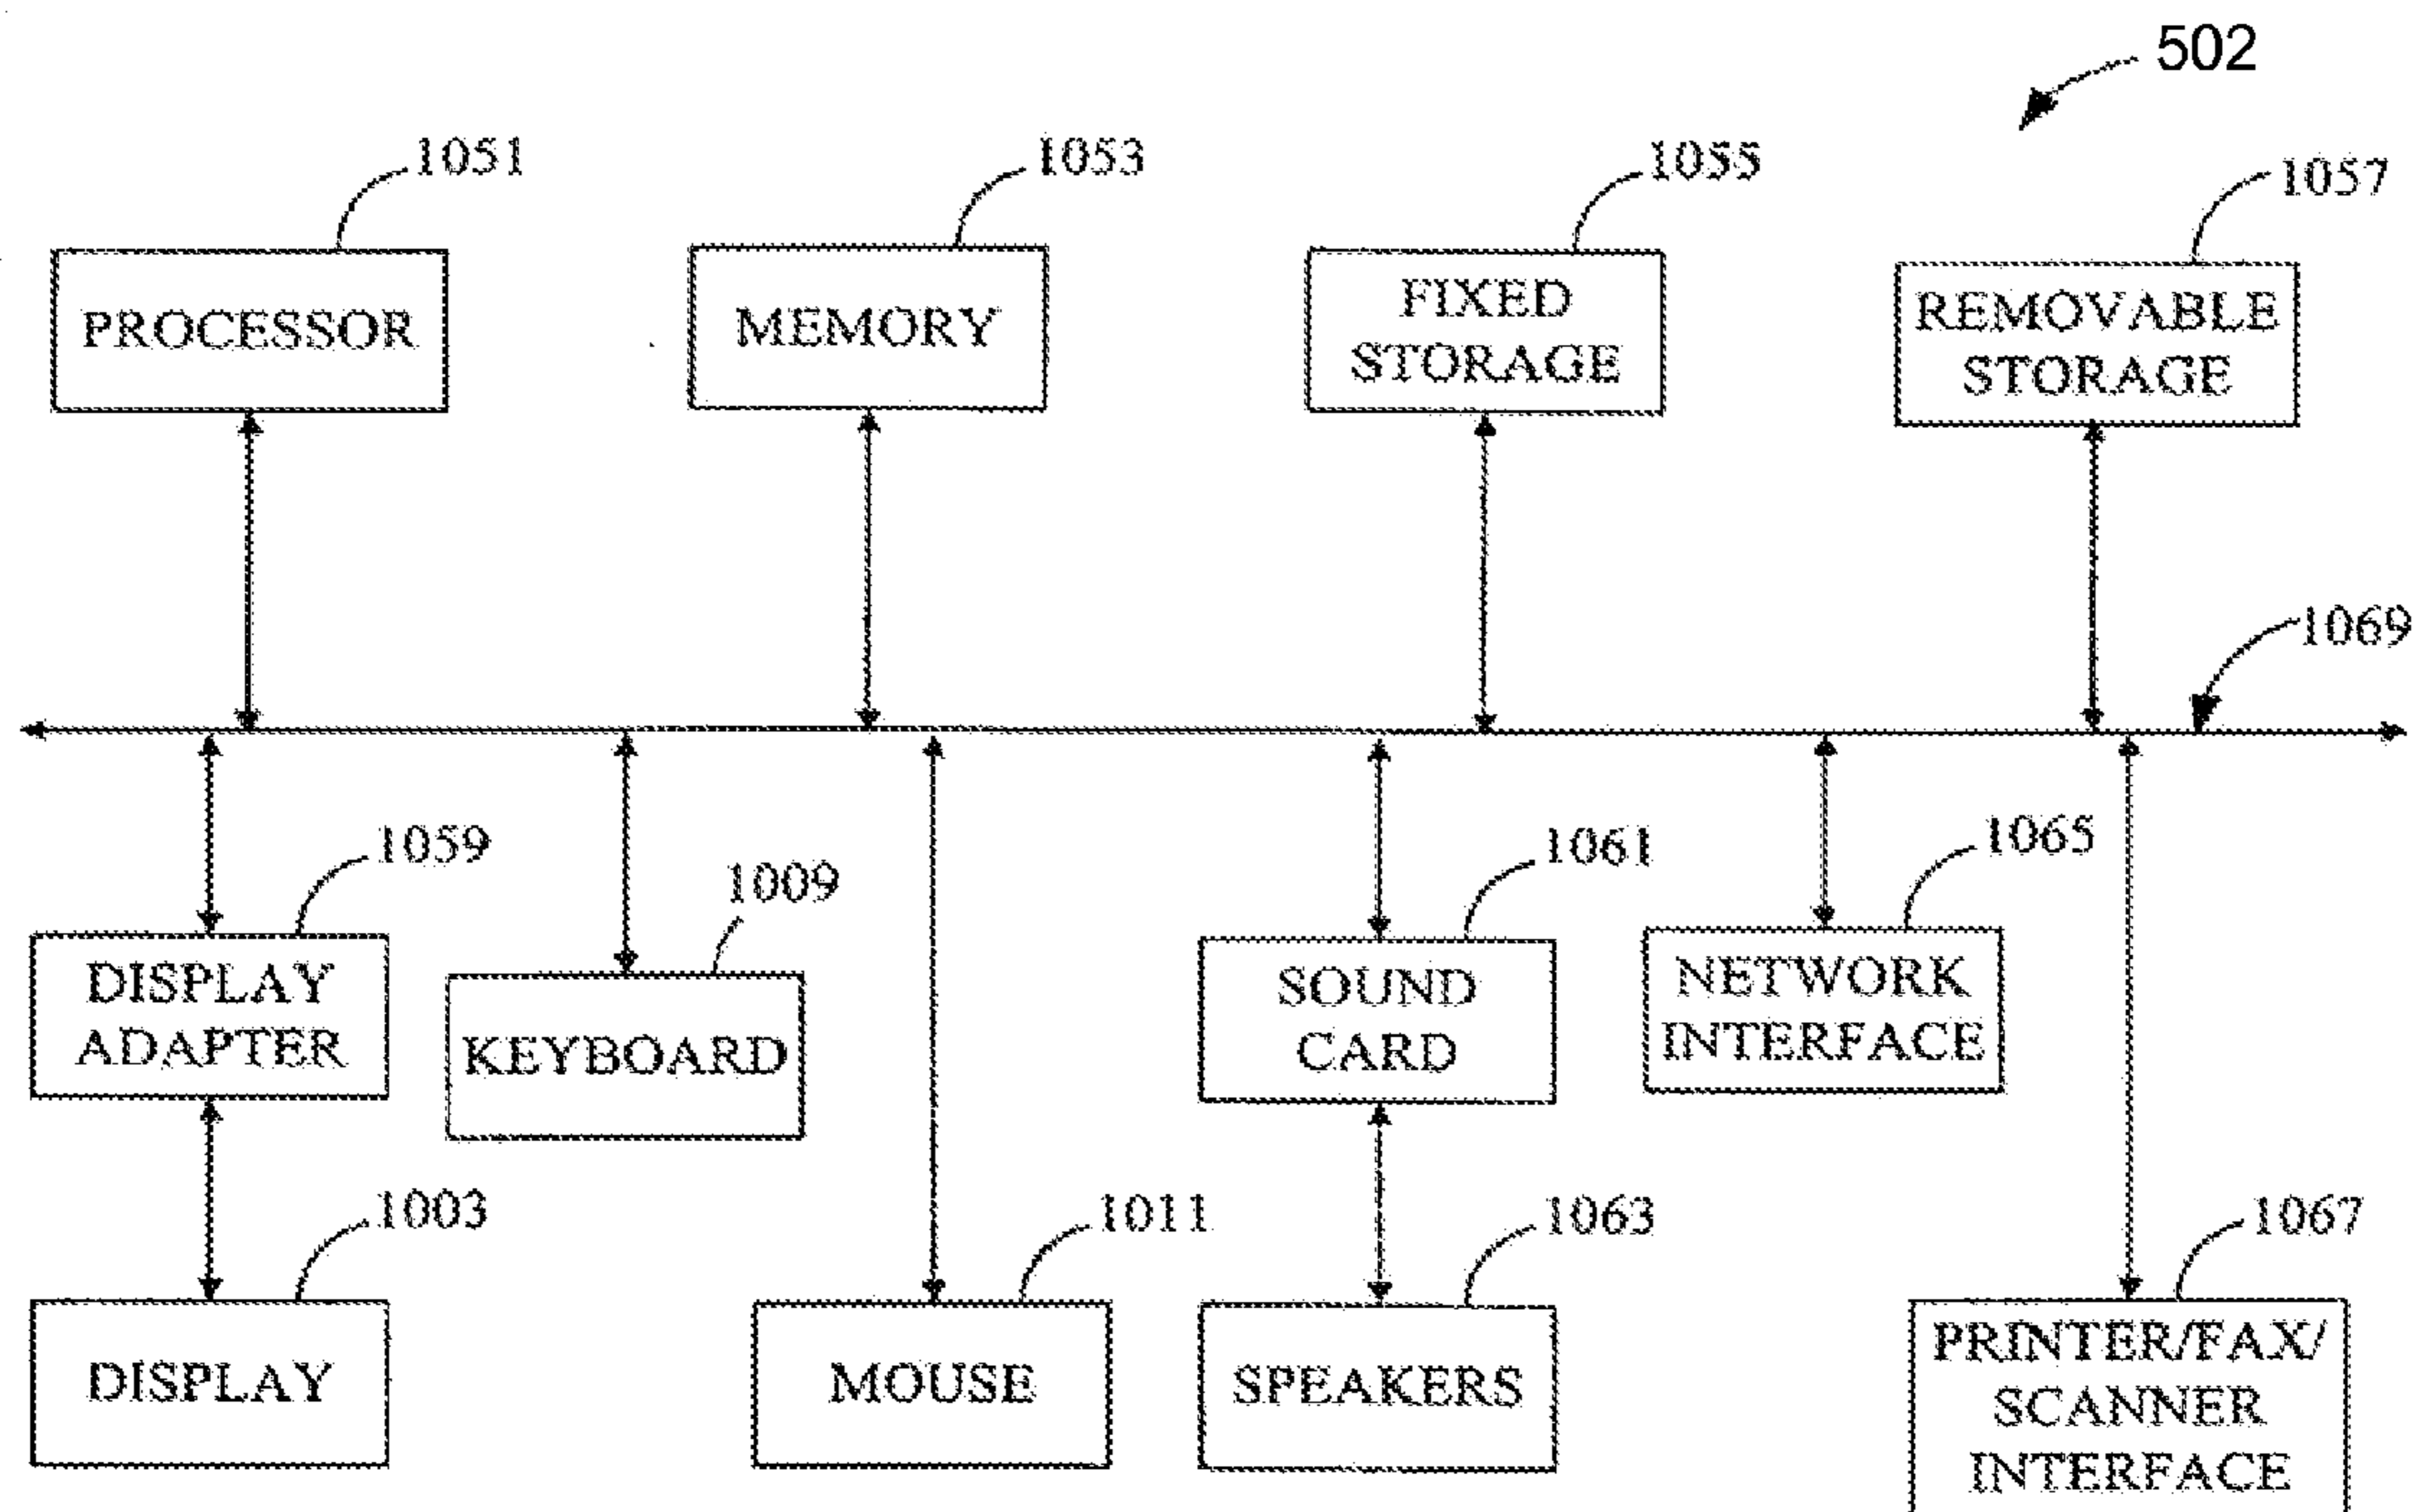 502
1051
1053
1055
1057
PROCESSOR
MEMORY
FIXED
STORAGE
REMOVABLE
STORAGE
1069
1059
1009
1061
1065
DISPLAY
ADAPTER
KEYBOARD
SOUND
CARD
NETWORK
INTERFACE
1003
1011
1063
1067
DISPLAY
MOUSE
SPEAKERS
PRINTER/FAX/
SCANNER
INTERFACE